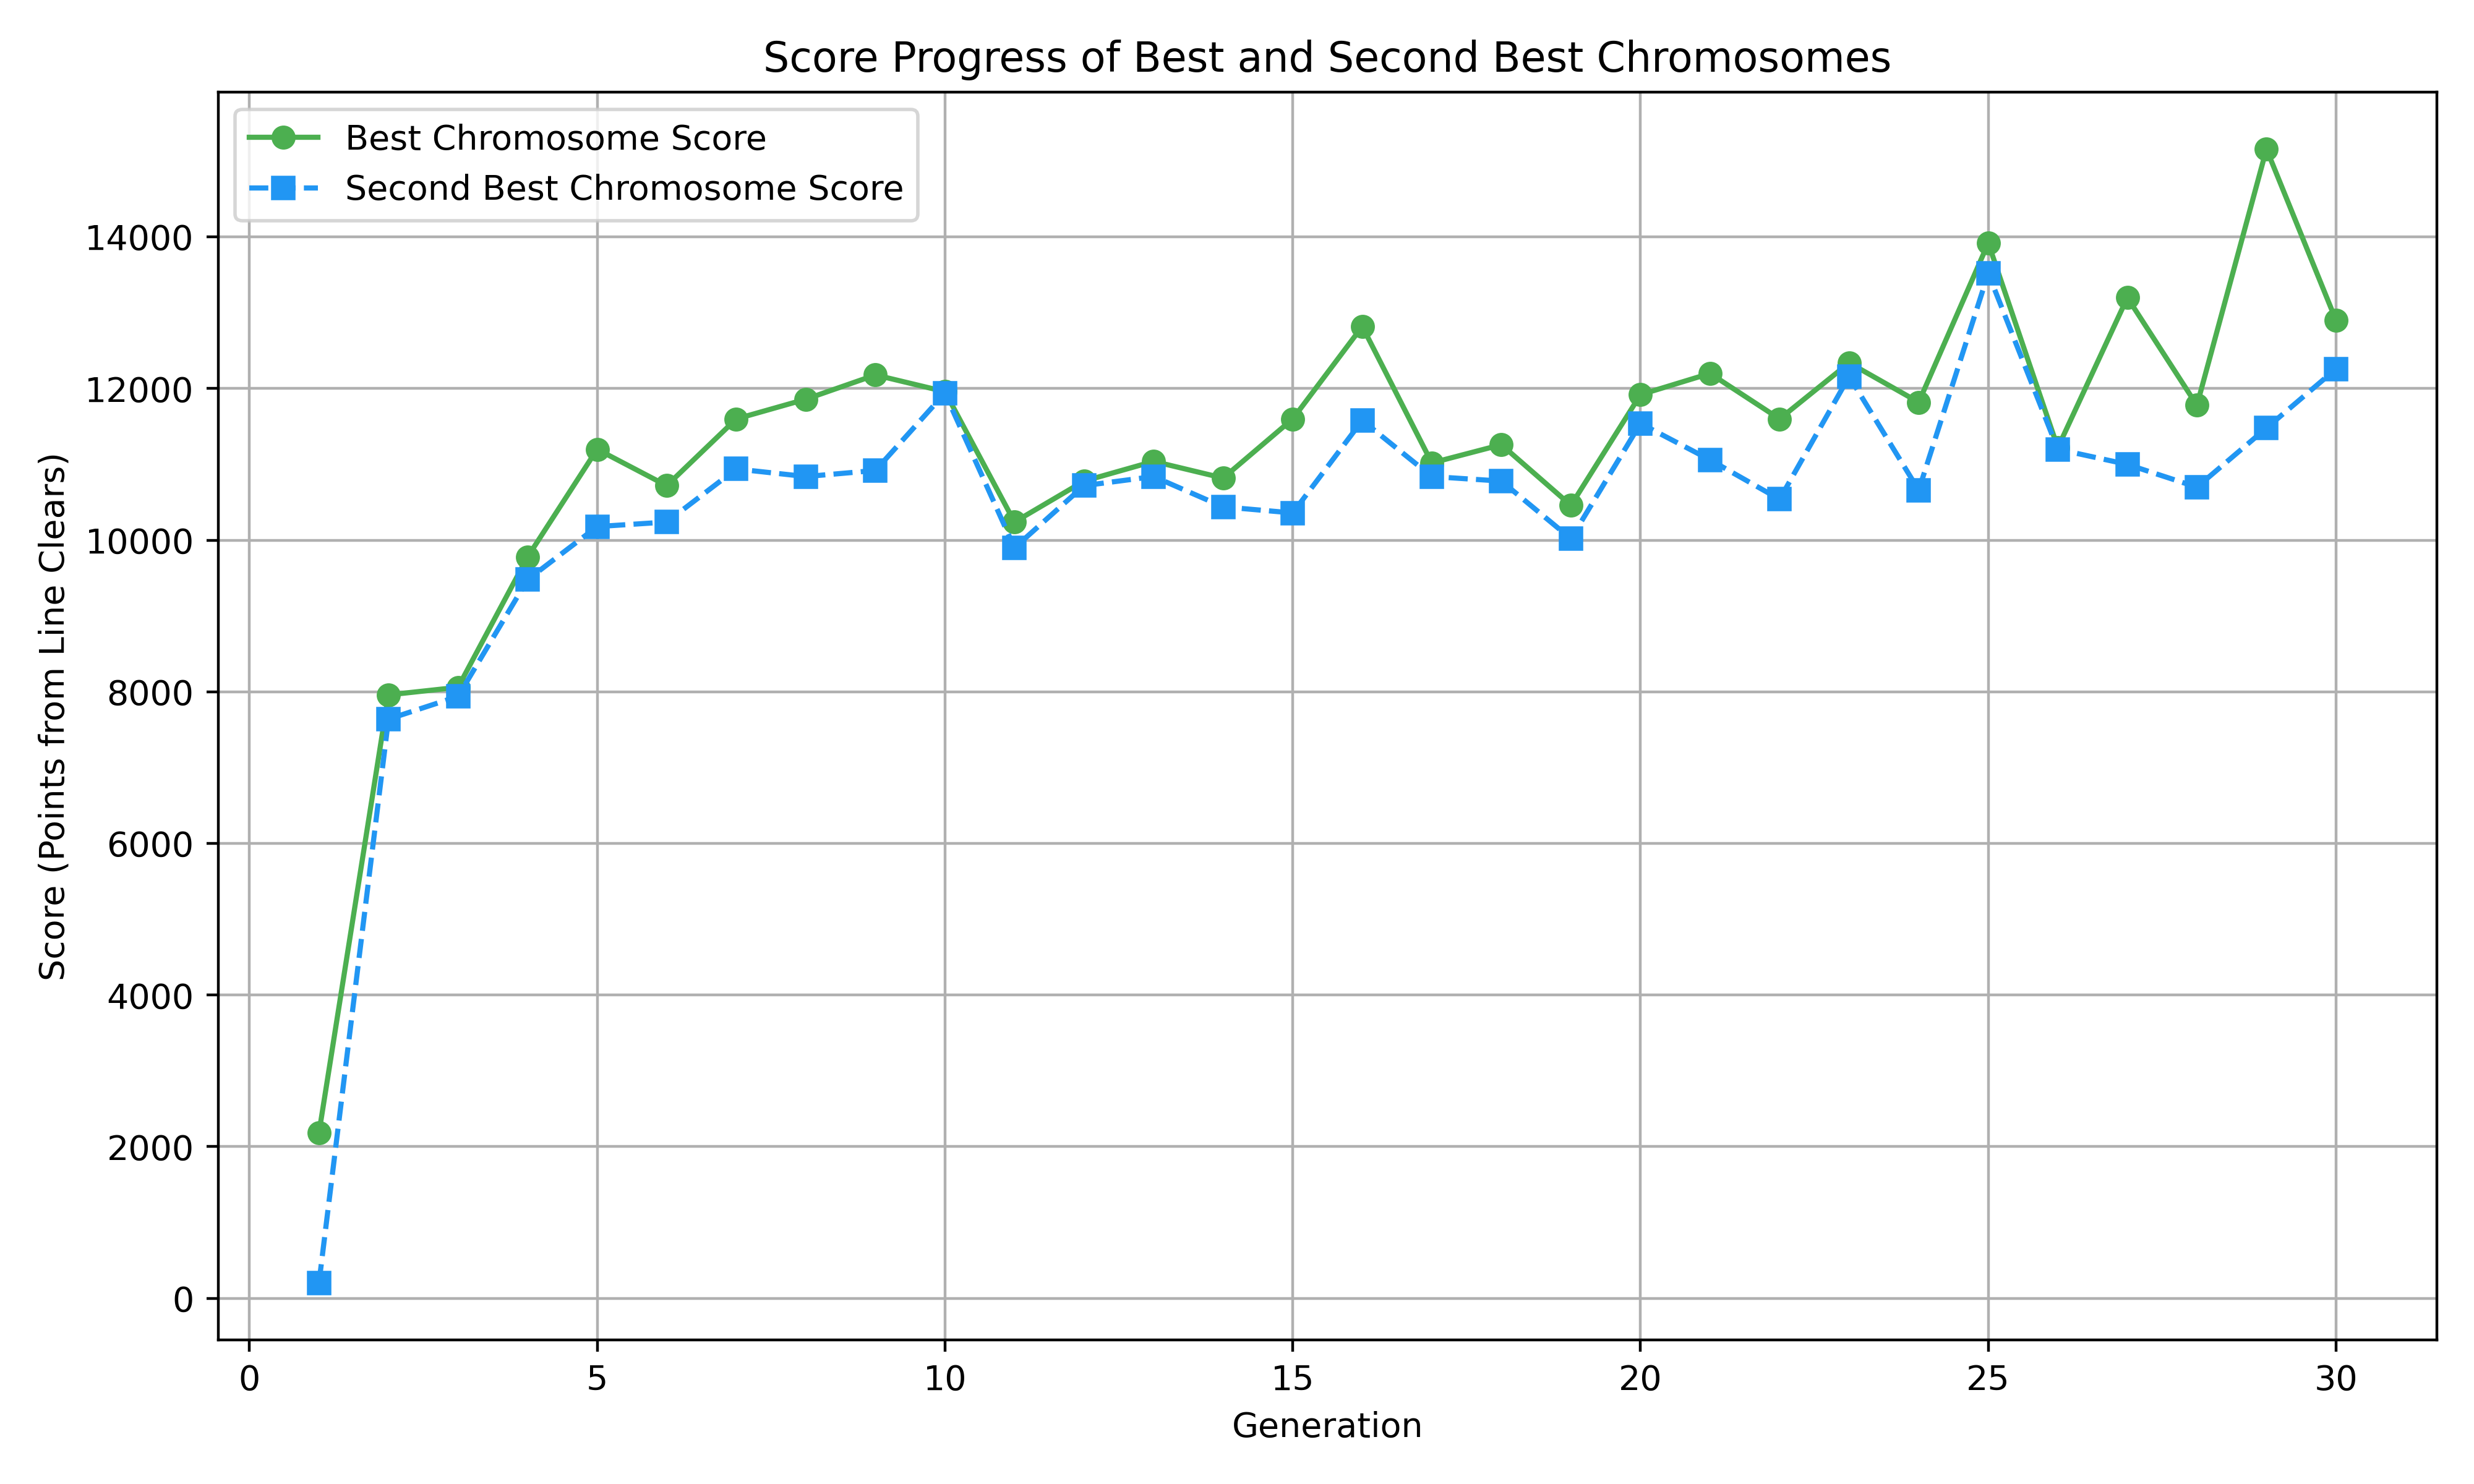 Score Progress of Best and Second Best Chromosomes
Best Chromosome Score
Second Best Chromosome Score
Score (Points from Line Clears)
14000
12000
10000
8000
6000
4000
2000
0
0 5 10 15 20 25 30
Generation